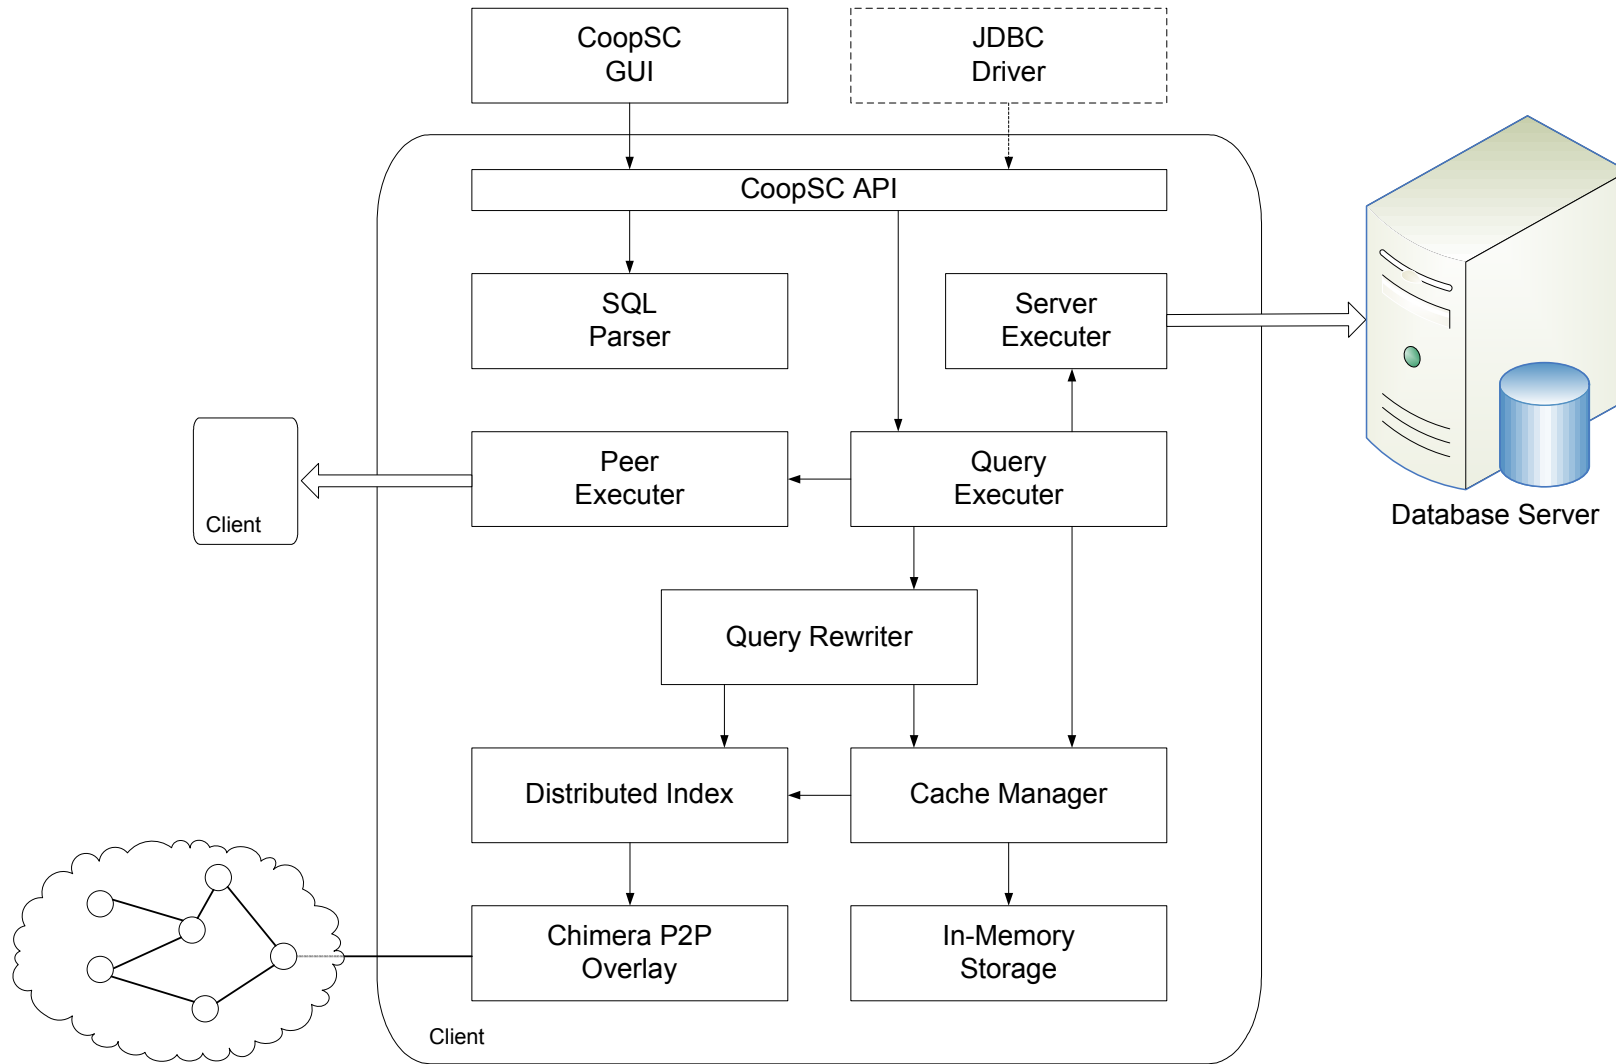 CoopSC
GUI
JDBC
Driver
CoopSC API
SQL
Parser
Server
Executer
Peer
Executer
Query
Executer
Client
Database Server
Query Rewriter
Distributed Index
Cache Manager
Chimera P2P
Overlay
In-Memory
Storage
Client